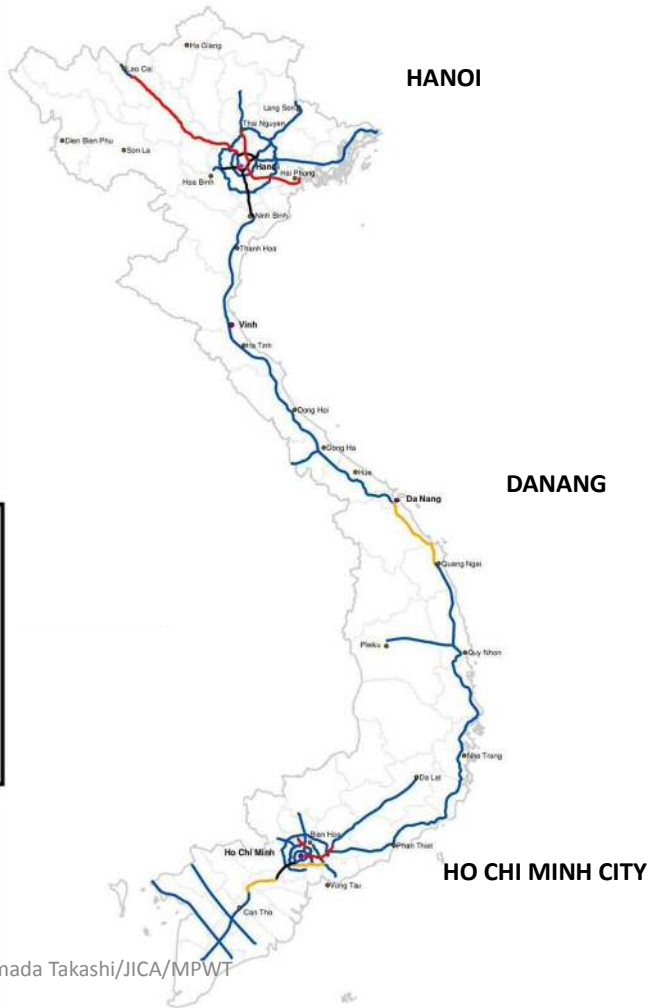 Ha Giang
Lao Cai
HANOI
Lang Son
Thai Nguyen
Dien Bien Phu
Son La
Hanoi
Hai Phong
Hoa Binh
Ninh Binh
Thanh Hoa
Vinh
Ha Tinh
Dong Hoi
Dong Ha
Hue
DANANG
Da Nang
Quang Ngai
Pleiku
Quy Nhon
Nha Trang
Da Lat
Bien Hoa
Ho Chi Minh
Phan Thiet
HO CHI MINH CITY
Vung Tau
Can Tho
Takashi/JICA/MPWT